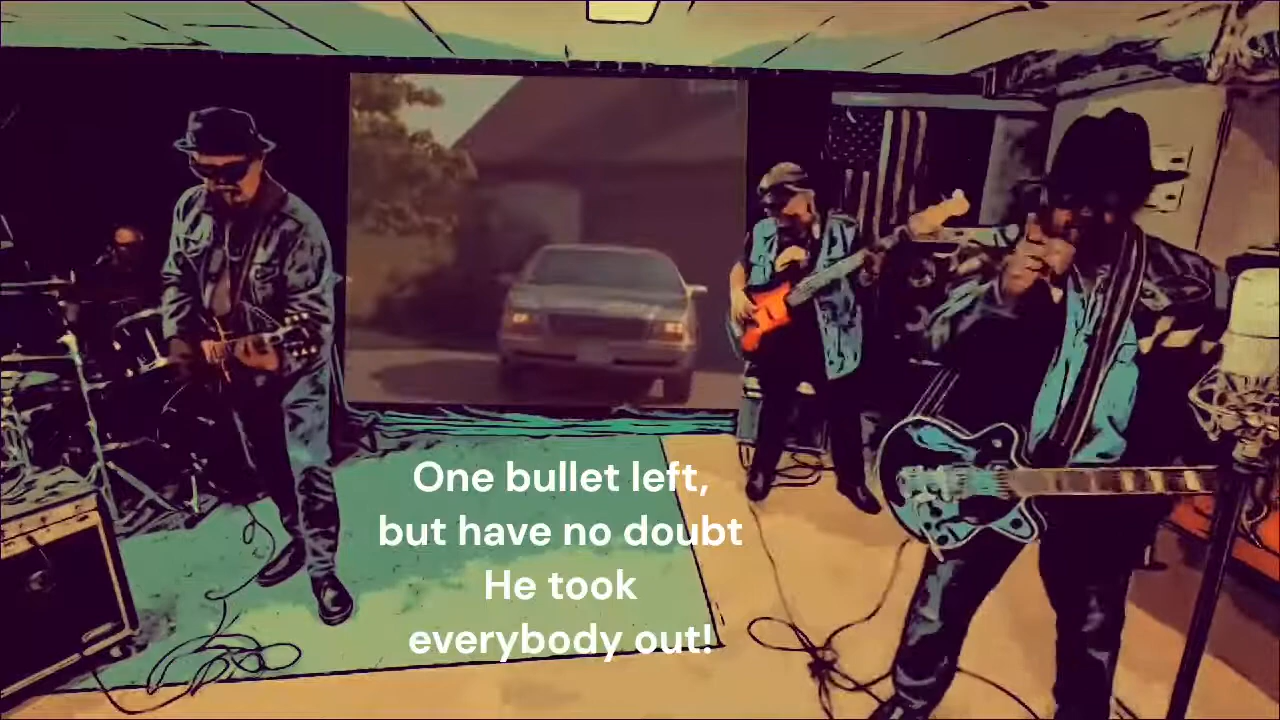 One bullet left,
but have no doubt
He took
everybody out!